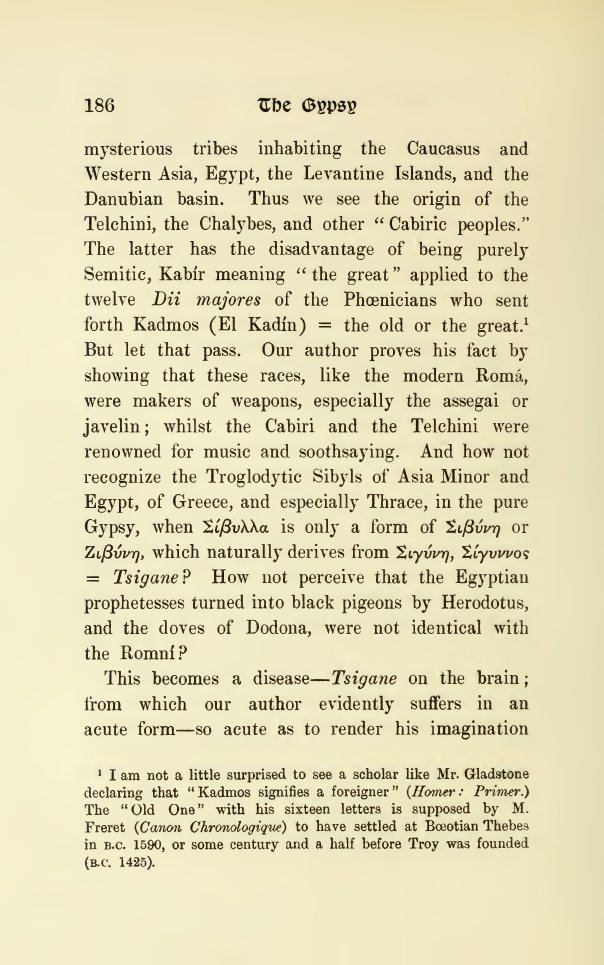 186 The Gypsy
mysterious tribes inhabiting the Caucasus and
Western Asia, Egypt, the Levantine Islands, and the
Danubian basin. Thus we see the origin of the
Telchini, the Chalybes, and other “ Cabiric peoples.”
The latter has the disadvantage of being purely
Semitic, Kabír meaning “ the great ” applied to the
twelve Dii majores of the Phœnicians who sent
forth Kadmos (El Kadín) = the old or the great.¹
But let that pass. Our author proves his fact by
showing that these races, like the modern Romá,
were makers of weapons, especially the assegai or
javelin ; whilst the Cabiri and the Telchini were
renowned for music and soothsaying. And how not
recognize the Troglodytic Sibyls of Asia Minor and
Egypt, of Greece, and especially Thrace, in the pure
Gypsy, when Σίβυλλα is only a form of Σιβύνη or
Ζιβύνη, which naturally derives from Σιγύνη, Σίγυννος
= Tsigane ? How not perceive that the Egyptian
prophetesses turned into black pigeons by Herodotus,
and the doves of Dodona, were not identical with
the Romní ?
This becomes a disease—Tsigane on the brain ;
from which our author evidently suffers in an
acute form—so acute as to render his imagination
¹ I am not a little surprised to see a scholar like Mr. Gladstone
declaring that “ Kadmos signifies a foreigner ” (Homer : Primer.)
The “ Old One ” with his sixteen letters is supposed by M.
Freret (Canon Chronologique) to have settled at Bœotian Thebes
in B.C. 1590, or some century and a half before Troy was founded
(B.C. 1425).